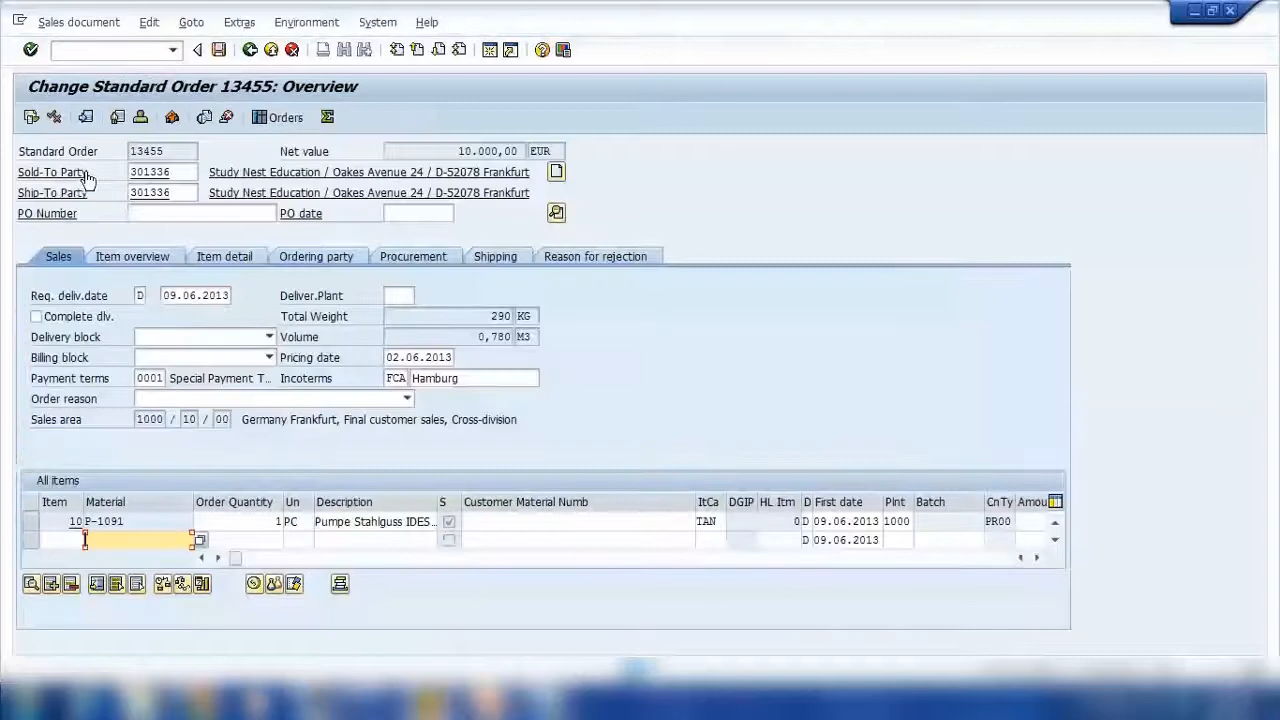 Sales document Edit Goto Extras Environment System Help
Change Standard Order 13455: Overview
Orders
Standard Order 13455 Net value 10.000,00 EUR
Sold-To Party 301336 Study Nest Education / Oakes Avenue 24 / D-52078 Frankfurt
Ship-To Party 301336 Study Nest Education / Oakes Avenue 24 / D-52078 Frankfurt
PO Number PO date
Sales Item overview Item detail Ordering party Procurement Shipping Reason for rejection
Req. deliv.date D 09.06.2013 Deliver.Plant
Complete dlv. Total Weight 290 KG
Delivery block Volume 0,780 M3
Billing block Pricing date 02.06.2013
Payment terms 0001 Special Payment T... Incoterms FCA Hamburg
Order reason
Sales area 1000 / 10 / 00 Germany Frankfurt, Final customer sales, Cross-division
All items
Item Material Order Quantity Un Description S Customer Material Numb ItCa DGIP HL Itm D First date Plnt Batch CnTy Amou
10 P-1091 1 PC Pumpe Stahlguss IDES... TAN 0 D 09.06.2013 1000 PR00
D 09.06.2013